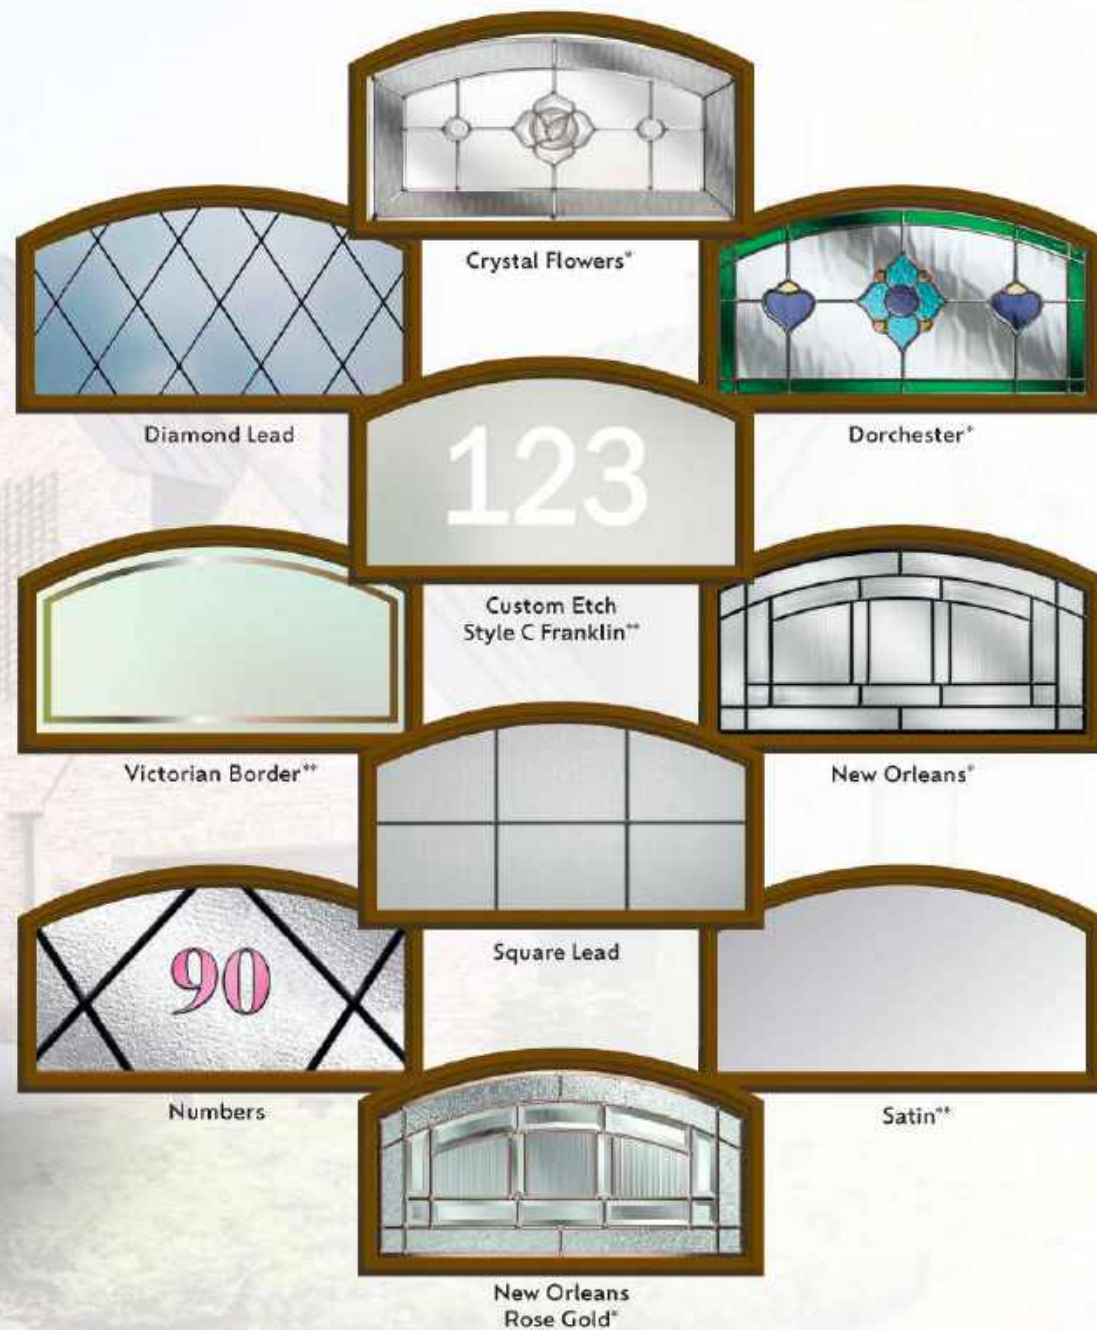 Crystal Flowers*
Diamond Lead
Dorchester*
123
Custom Etch
Style C Franklin**
Victorian Border**
New Orleans*
Square Lead
90
Numbers
Satin**
New Orleans
Rose Gold*